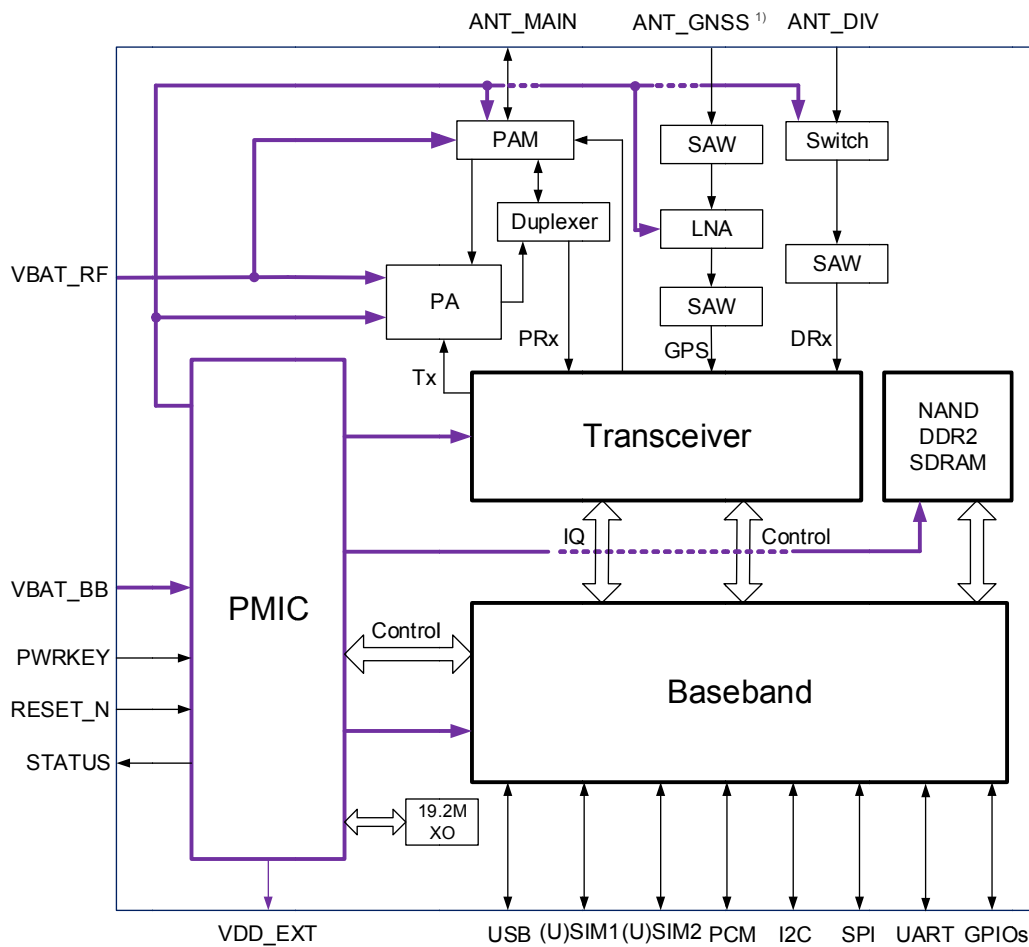 ANT_MAIN
ANT_GNSS 1)
ANT_DIV
PAM
SAW
Switch
Duplexer
LNA
VBAT_RF
PA
SAW
SAW
PRx
GPS
DRx
Tx
Transceiver
NAND
DDR2
SDRAM
IQ
Control
VBAT_BB
PMIC
Control
PWRKEY
Baseband
RESET_N
STATUS
19.2M
XO
VDD_EXT
USB
(U)SIM1
(U)SIM2
PCM
I2C
SPI
UART
GPIOs